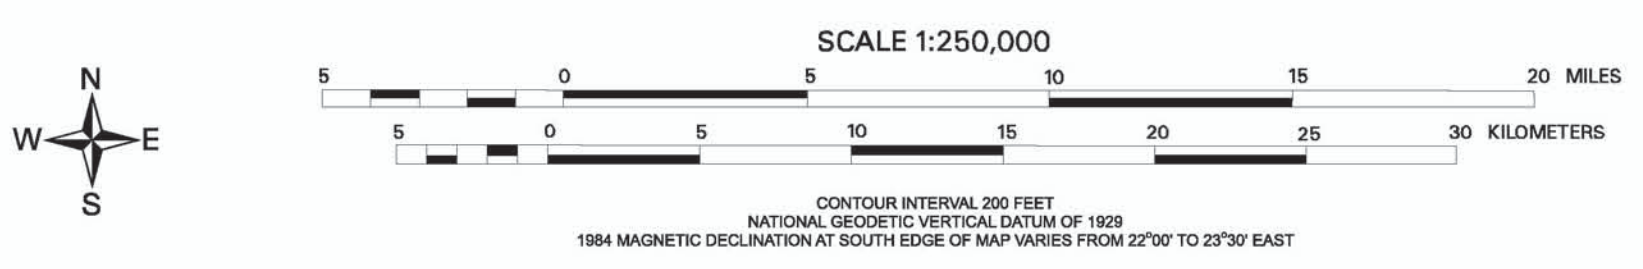 SCALE 1:250,000
5 0 5 10 15 20 MILES
N
5 0 5 10 15 20 25 30 KILOMETERS
W E
S
CONTOUR INTERVAL 200 FEET
NATIONAL GEODETIC VERTICAL DATUM OF 1929
1984 MAGNETIC DECLINATION AT SOUTH EDGE OF MAP VARIES FROM 22°00' TO 23°30' EAST